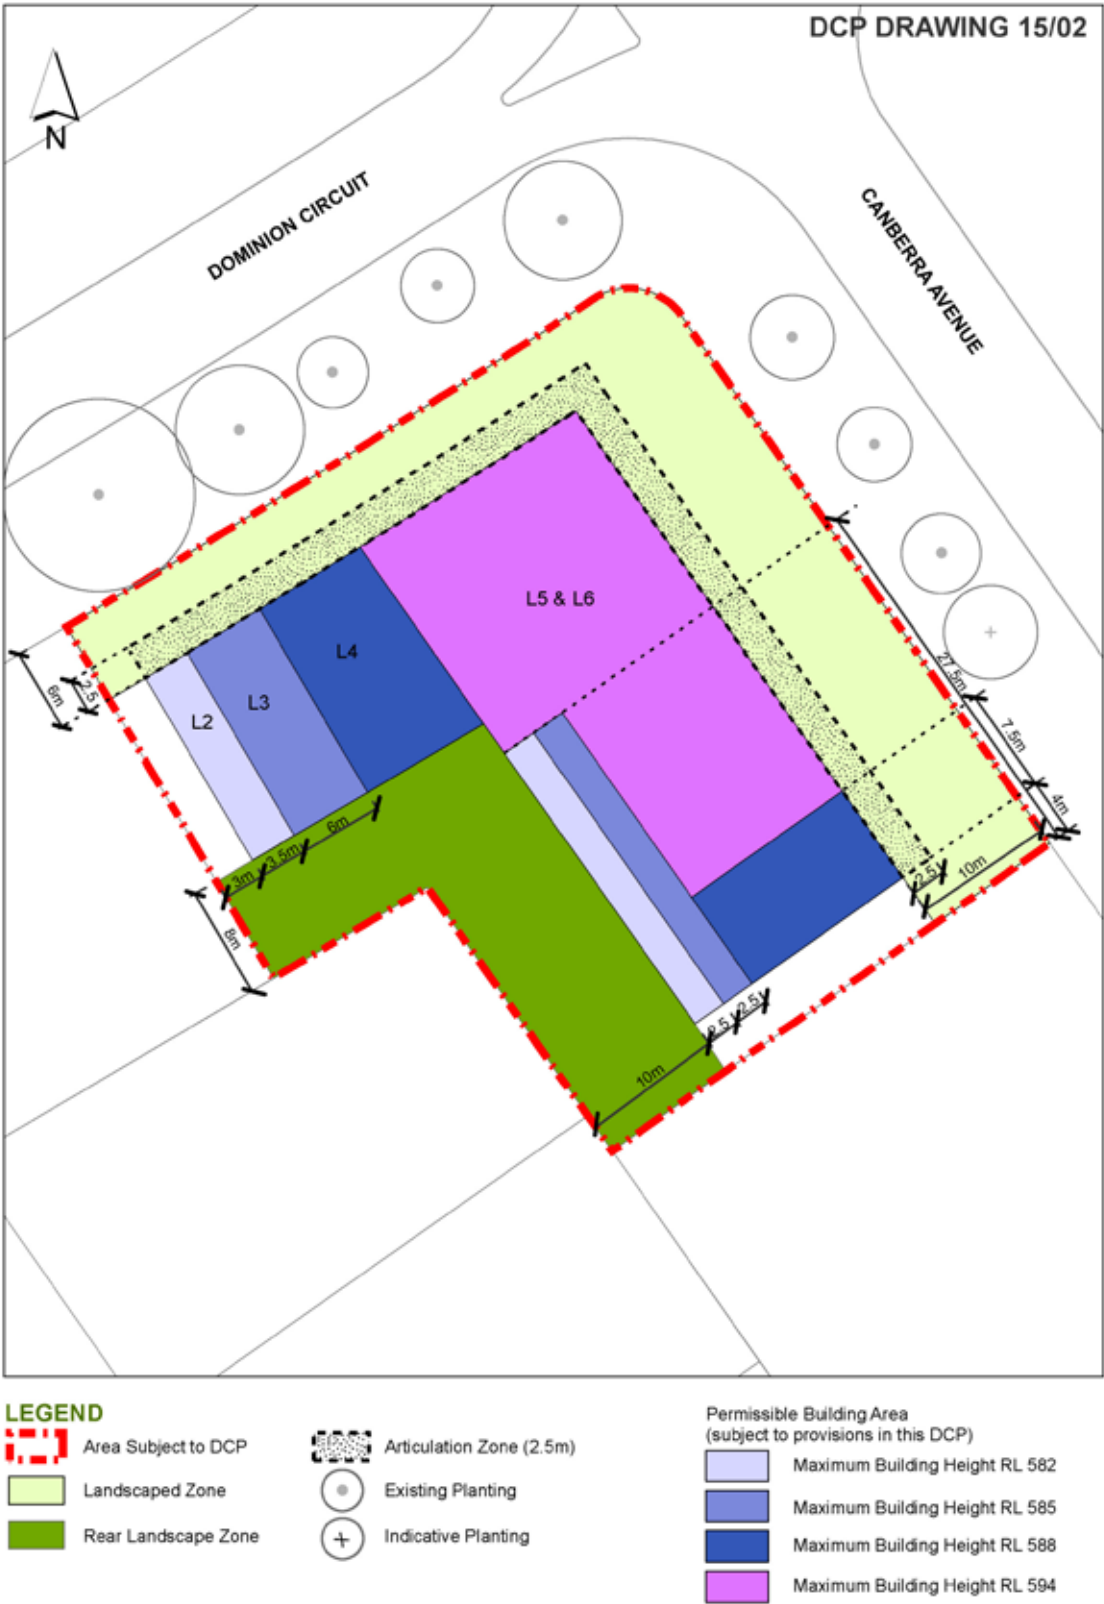 DCP DRAWING 15/02
N
DOMINION CIRCUIT
CANBERRA AVENUE
L5 & L6
L4
L3
L2
6m
2.5
27.5m
7.5m
4m
10m
2.5
6m
3.5m
3m
8m
2.5
2.5
10m
LEGEND
Area Subject to DCP
Landscaped Zone
Rear Landscape Zone
Articulation Zone (2.5m)
Existing Planting
Indicative Planting
Permissible Building Area
(subject to provisions in this DCP)
Maximum Building Height RL 582
Maximum Building Height RL 585
Maximum Building Height RL 588
Maximum Building Height RL 594